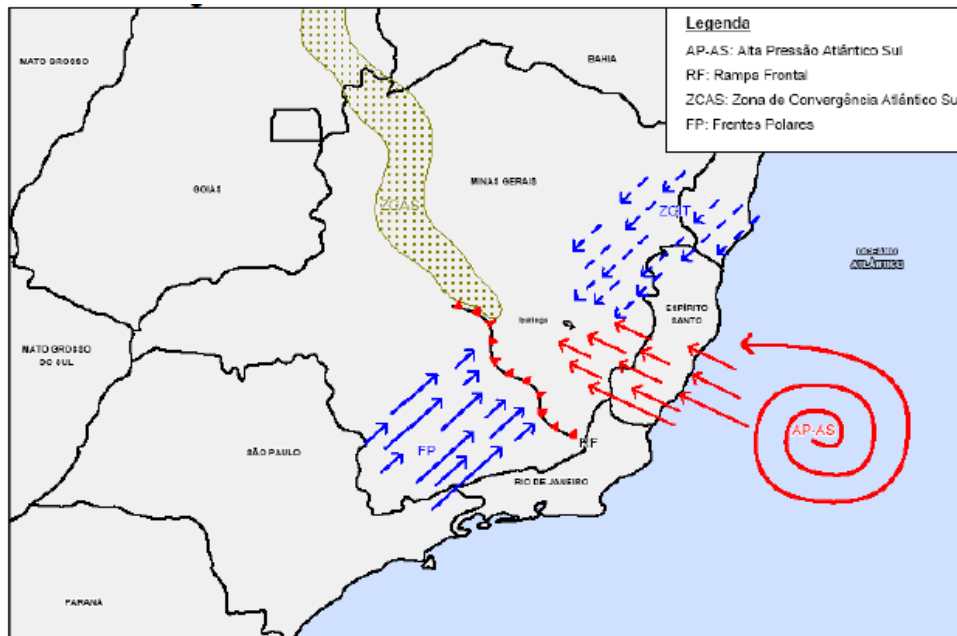 Legenda
AP-AS: Alta Pressão Atlântico Sul
RF: Rampa Frontal
ZCAS: Zona de Convergência Atlântico Su
FP: Frentes Polares
MATO GROSSO
BAHIA
GOIAS
MINAS GERAIS
ZCAS
ZCIT
OCEANO
ATLÂNTICO
ESPÍRITO
SANTO
Ipatinga
MATO GROSSO
DO SUL
AP-AS
RF
FP
SÃO PAULO
RIO DE JANEIRO
PARANÁ